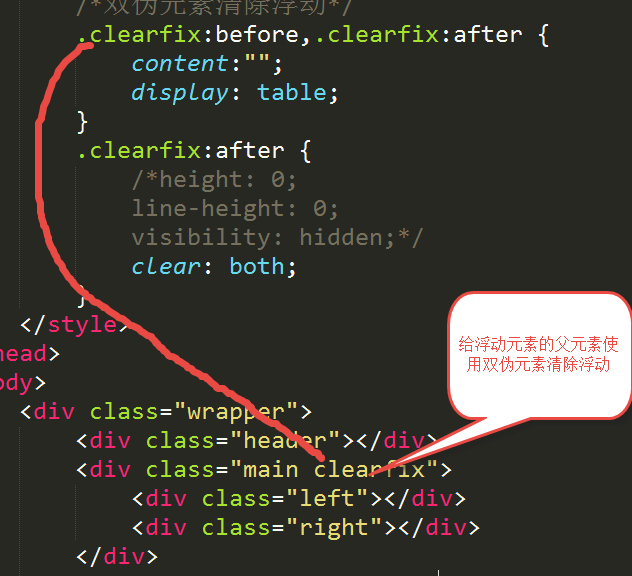 /*双伪元素清除浮动*/
.clearfix:before,.clearfix:after {
content:"";
display: table;
}
.clearfix:after {
/*height: 0;
line-height: 0;
visibility: hidden;*/
clear: both;
}
</style>
head>
ody>
<div class="wrapper">
<div class="header"></div>
<div class="main clearfix">
<div class="left"></div>
<div class="right"></div>
</div>
给浮动元素的父元素使
用双伪元素清除浮动